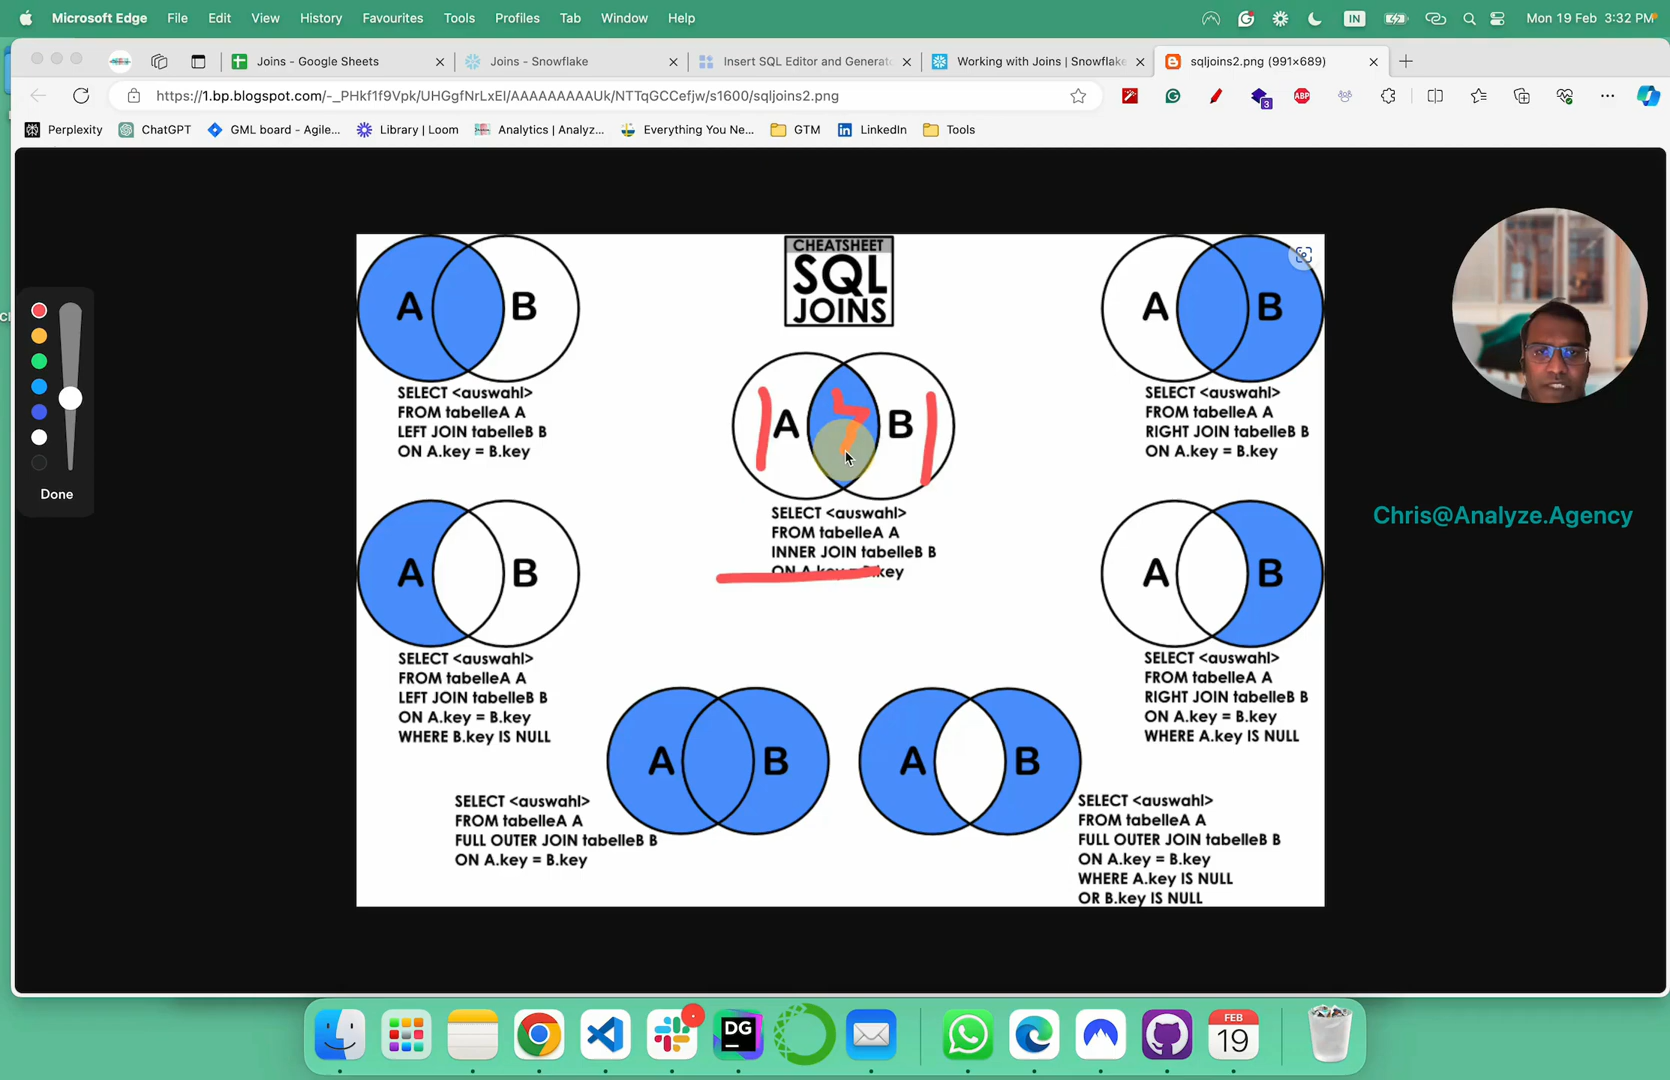 Microsoft Edge File Edit View History Favourites Tools Profiles Tab Window Help IN Mon 19 Feb 3:32 PM
Joins - Google Sheets Joins - Snowflake Insert SQL Editor and Generato Working with Joins | Snowflake sqljoins2.png (991×689)
https://1.bp.blogspot.com/-_PHkf1f9Vpk/UHGgfNrLxEI/AAAAAAAAAUk/NTTqGCCefjw/s1600/sqljoins2.png
ABP
3
Perplexity ChatGPT GML board - Agile... Library | Loom Analytics | Analyz... Everything You Ne... GTM LinkedIn Tools
CHEATSHEET
SQL
JOINS
A B
SELECT <auswahl>
FROM tabelleA A
LEFT JOIN tabelleB B
ON A.key = B.key
A B
SELECT <auswahl>
FROM tabelleA A
INNER JOIN tabelleB B
ON A.key = B.key
A B
SELECT <auswahl>
FROM tabelleA A
RIGHT JOIN tabelleB B
ON A.key = B.key
A B
SELECT <auswahl>
FROM tabelleA A
LEFT JOIN tabelleB B
ON A.key = B.key
WHERE B.key IS NULL
A B
SELECT <auswahl>
FROM tabelleA A
RIGHT JOIN tabelleB B
ON A.key = B.key
WHERE A.key IS NULL
A B
SELECT <auswahl>
FROM tabelleA A
FULL OUTER JOIN tabelleB B
ON A.key = B.key
A B
SELECT <auswahl>
FROM tabelleA A
FULL OUTER JOIN tabelleB B
ON A.key = B.key
WHERE A.key IS NULL
OR B.key IS NULL
Done
Chris@Analyze.Agency
DG
FEB
19